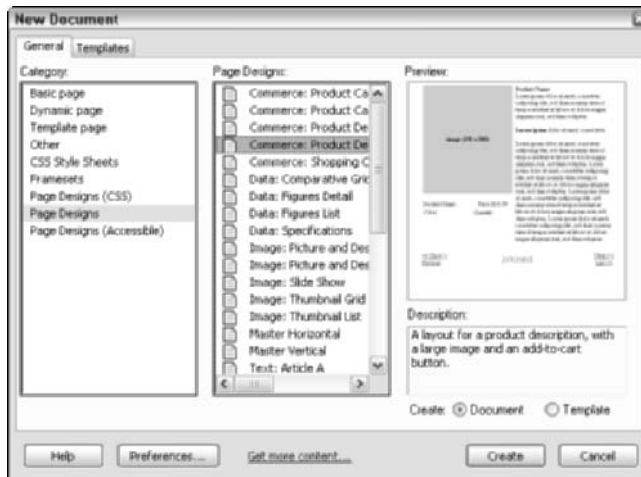 New Document
General
Templates
Category:
Basic page
Dynamic page
Template page
Other
CSS Style Sheets
Framesets
Page Designs (CSS)
Page Designs
Page Designs (Accessible)
Page Designs:
Commerce: Product Ca
Commerce: Product Ca
Commerce: Product De
Commerce: Product De
Commerce: Shopping C
Data: Comparative Gric
Data: Figures Detail
Data: Figures List
Data: Specifications
Image: Picture and Des
Image: Picture and Des
Image: Slide Show
Image: Thumbnail Grid
Image: Thumbnail List
Master Horizontal
Master Vertical
Text: Article A
Preview:
Product Name
Description:
A layout for a product description, with
a large image and an add-to-cart
button.
Create:
Document
Template
Help
Preferences...
Get more content...
Create
Cancel